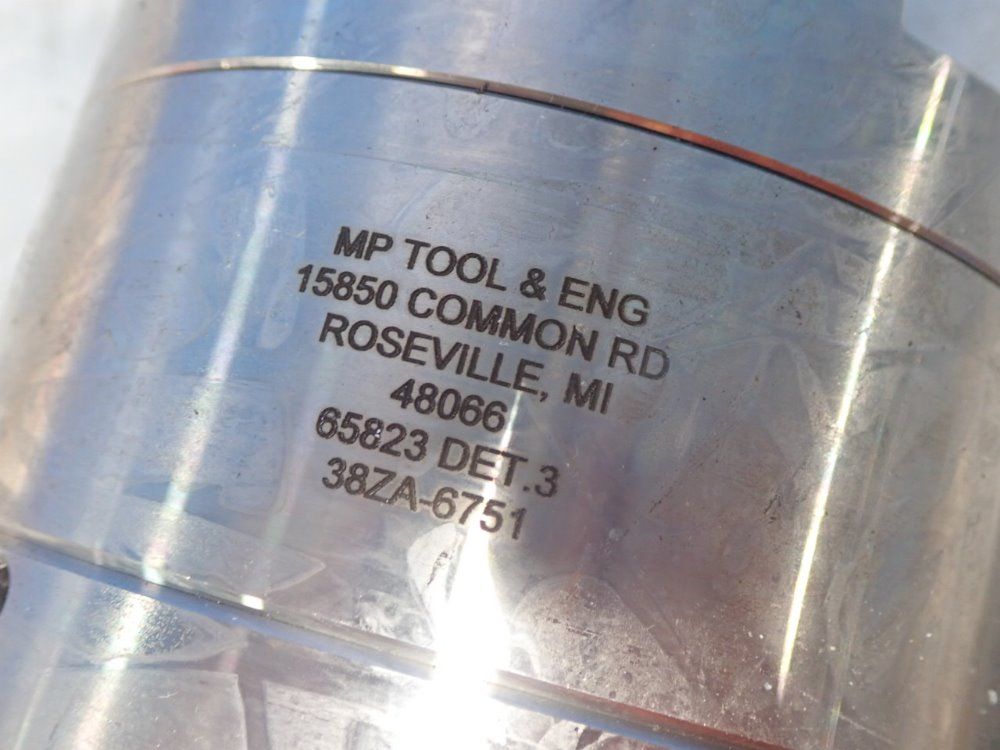 MP TOOL & ENG
15850 COMMON RD
ROSEVILLE, MI
48066
65823 DET.3
38ZA-6751